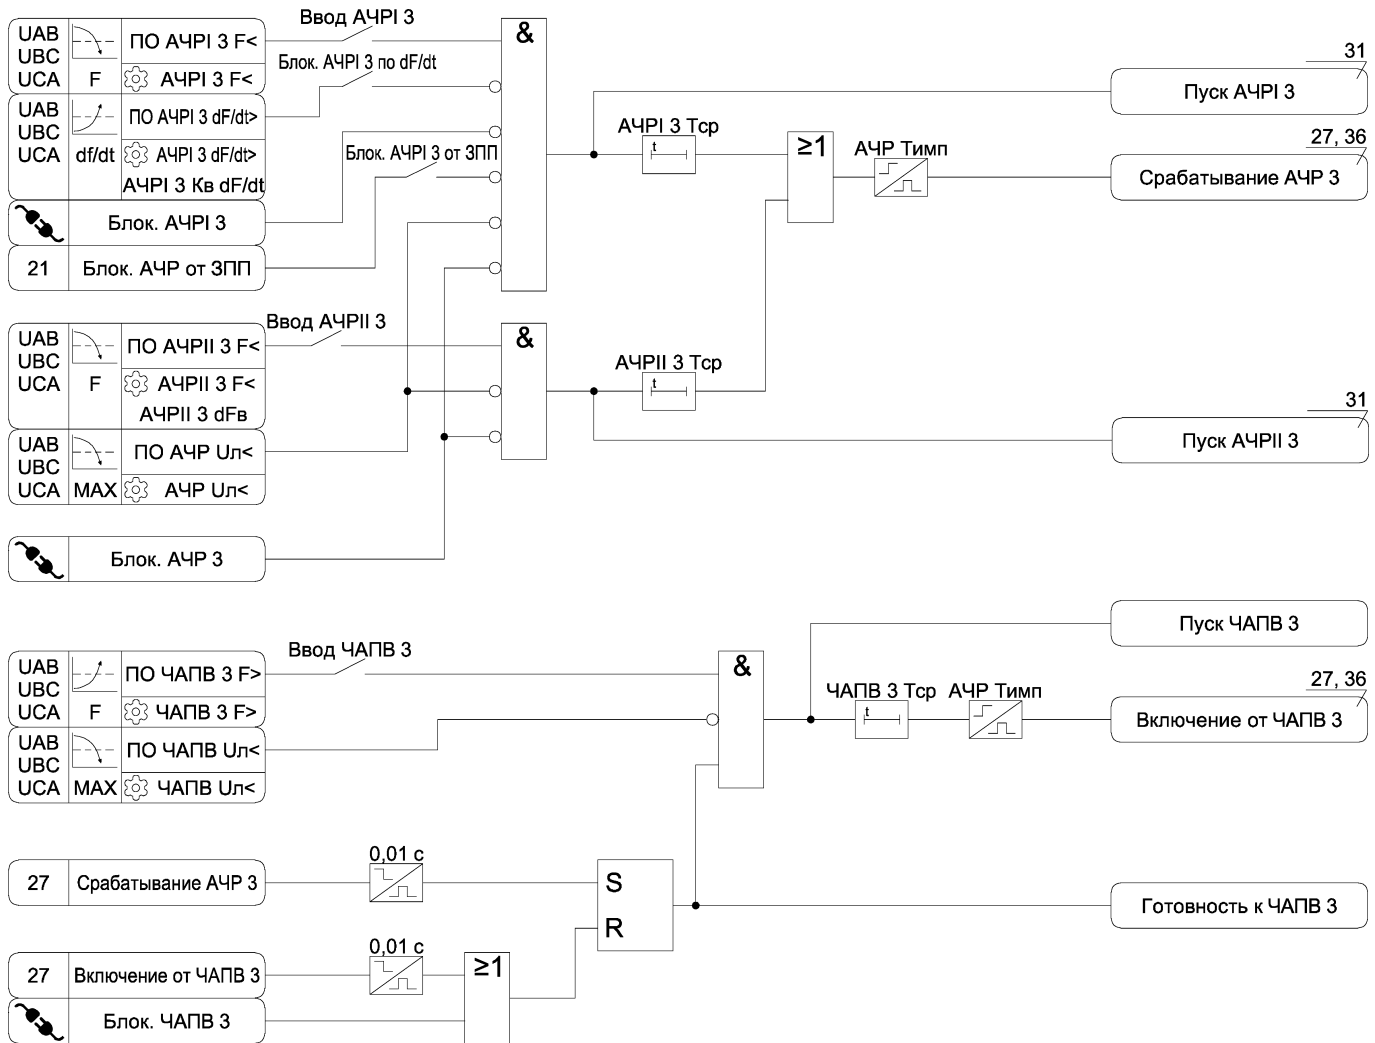 UAB
UBC
UCA
F
ПО АЧРI 3 F<
АЧРI 3 F<
Ввод АЧРI 3
&
UAB
UBC
UCA
df/dt
ПО АЧРI 3 dF/dt>
АЧРI 3 dF/dt>
АЧРI 3 Кв dF/dt
Блок. АЧРI 3 по dF/dt
Блок. АЧРI 3 от ЗПП
Блок. АЧРI 3
21
Блок. АЧР от ЗПП
АЧРI 3 Тср
t
≥1
АЧР Тимп
31
Пуск АЧРI 3
27, 36
Срабатывание АЧР 3
UAB
UBC
UCA
F
ПО АЧРII 3 F<
АЧРII 3 F<
АЧРII 3 dFв
Ввод АЧРII 3
&
АЧРII 3 Тср
t
31
Пуск АЧРII 3
UAB
UBC
UCA
MAX
ПО АЧР Uл<
АЧР Uл<
Блок. АЧР 3
UAB
UBC
UCA
F
ПО ЧАПВ 3 F>
ЧАПВ 3 F>
Ввод ЧАПВ 3
&
Пуск ЧАПВ 3
ЧАПВ 3 Тср
t
АЧР Тимп
27, 36
Включение от ЧАПВ 3
UAB
UBC
UCA
MAX
ПО ЧАПВ Uл<
ЧАПВ Uл<
27
Срабатывание АЧР 3
0,01 с
S
R
Готовность к ЧАПВ 3
27
Включение от ЧАПВ 3
0,01 с
≥1
Блок. ЧАПВ 3